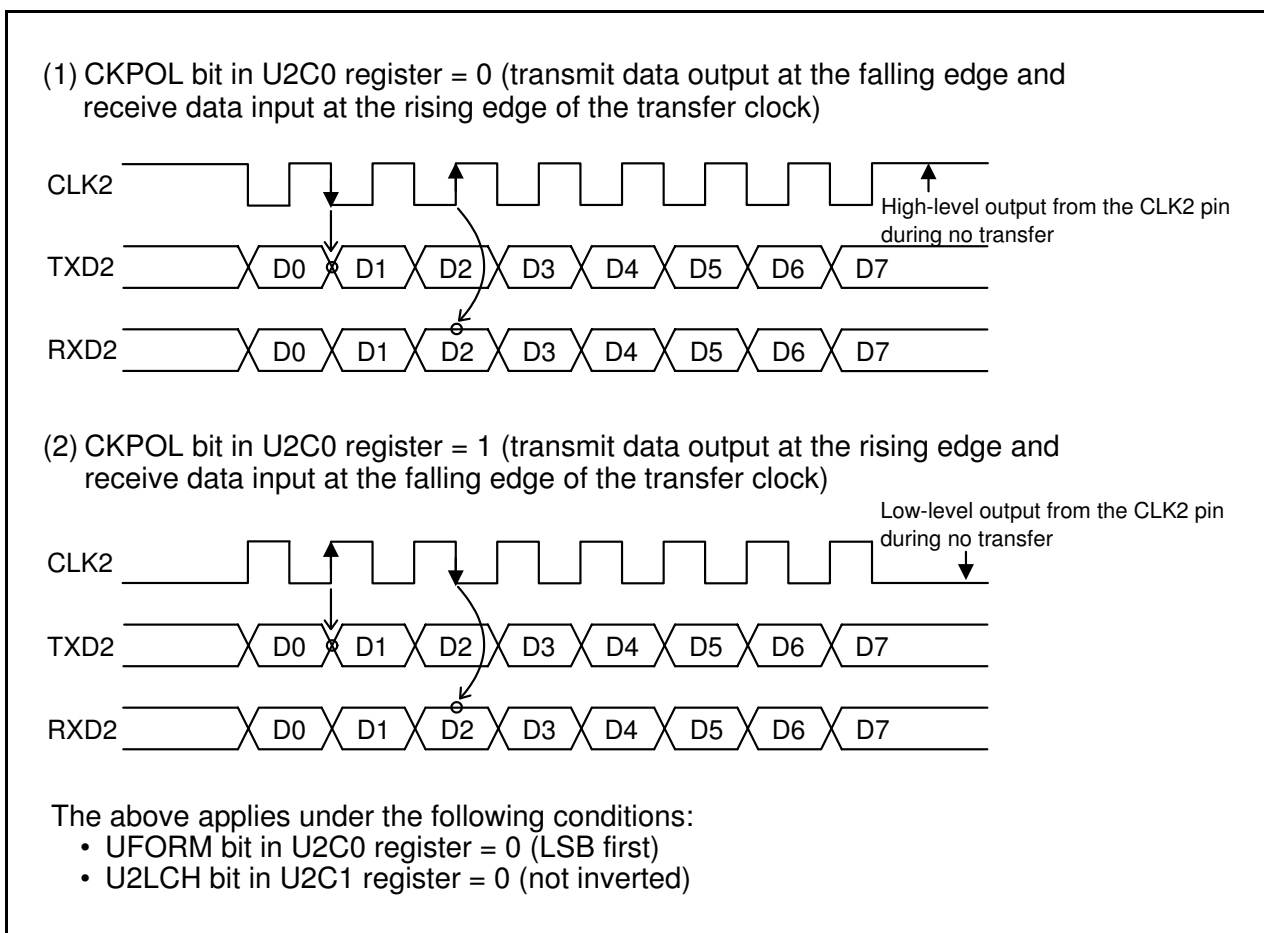 (1) CKPOL bit in U2C0 register = 0 (transmit data output at the falling edge and
receive data input at the rising edge of the transfer clock)
CLK2
High-level output from the CLK2 pin
during no transfer
TXD2 D0 D1 D2 D3 D4 D5 D6 D7
RXD2 D0 D1 D2 D3 D4 D5 D6 D7
(2) CKPOL bit in U2C0 register = 1 (transmit data output at the rising edge and
receive data input at the falling edge of the transfer clock)
Low-level output from the CLK2 pin
during no transfer
CLK2
TXD2 D0 D1 D2 D3 D4 D5 D6 D7
RXD2 D0 D1 D2 D3 D4 D5 D6 D7
The above applies under the following conditions:
• UFORM bit in U2C0 register = 0 (LSB first)
• U2LCH bit in U2C1 register = 0 (not inverted)